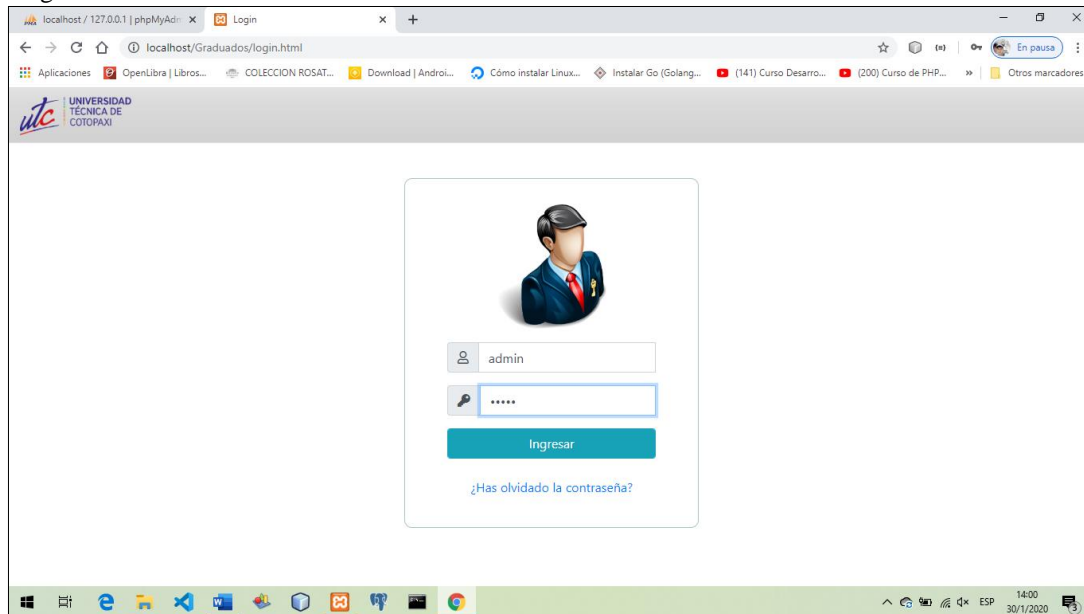 localhost / 127.0.0.1 | phpMyAdn
Login
localhost/Graduados/login.html
En pausa
Aplicaciones
OpenLibra | Libros...
COLECCION ROSAT...
Download | Androi...
Cómo instalar Linux...
Instalar Go (Golang...
(141) Curso Desarro...
(200) Curso de PHP...
»
Otros marcadores
utc
UNIVERSIDAD
TÉCNICA DE
COTOPAXI
admin
•••••
Ingresar
¿Has olvidado la contraseña?
ESP
14:00
30/1/2020